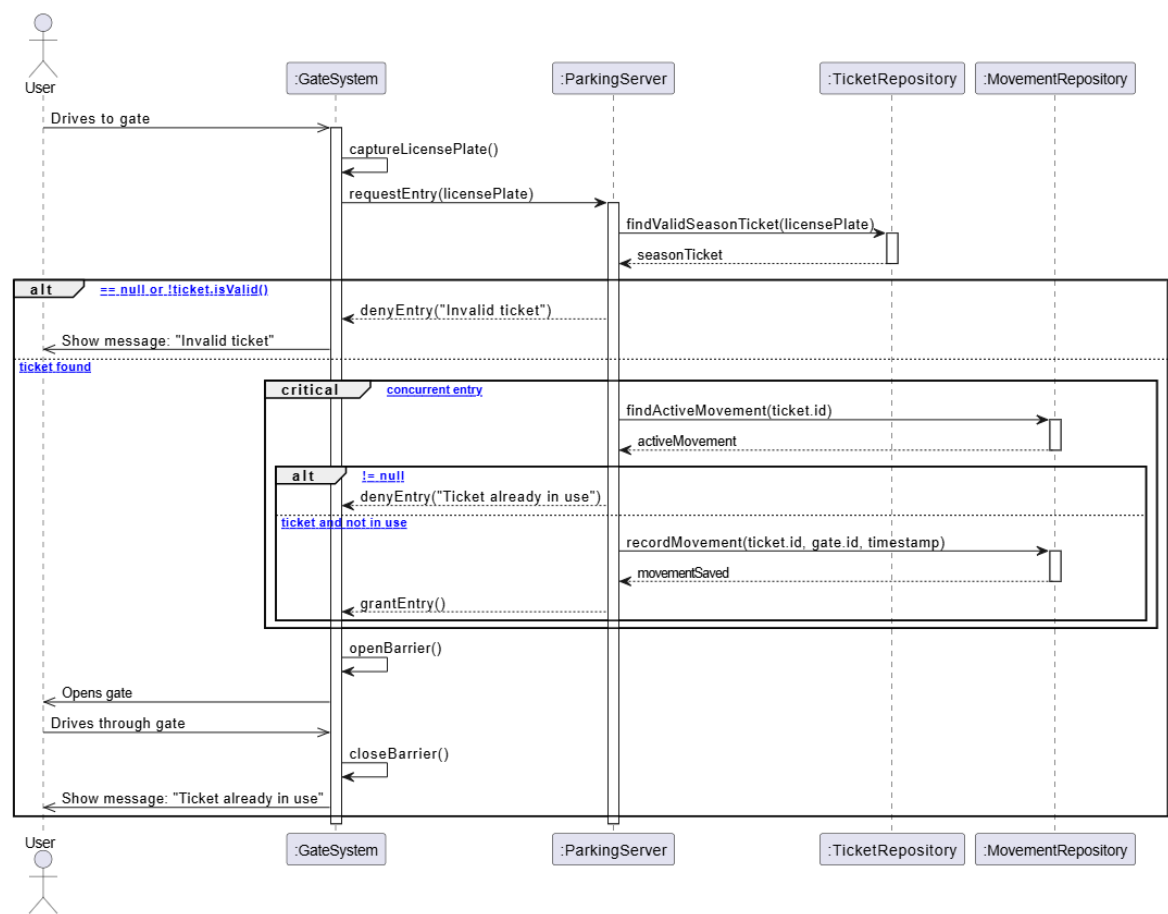 User
:GateSystem
:ParkingServer
:TicketRepository
:MovementRepository
Drives to gate
captureLicensePlate()
requestEntry(licensePlate)
findValidSeasonTicket(licensePlate)
seasonTicket
alt
== null or !ticket.isValid()
denyEntry("Invalid ticket")
Show message: "Invalid ticket"
ticket found
critical
concurrent entry
findActiveMovement(ticket.id)
activeMovement
alt
!= null
denyEntry("Ticket already in use")
ticket and not in use
recordMovement(ticket.id, gate.id, timestamp)
movementSaved
grantEntry()
openBarrier()
Opens gate
Drives through gate
closeBarrier()
Show message: "Ticket already in use"
User
:GateSystem
:ParkingServer
:TicketRepository
:MovementRepository